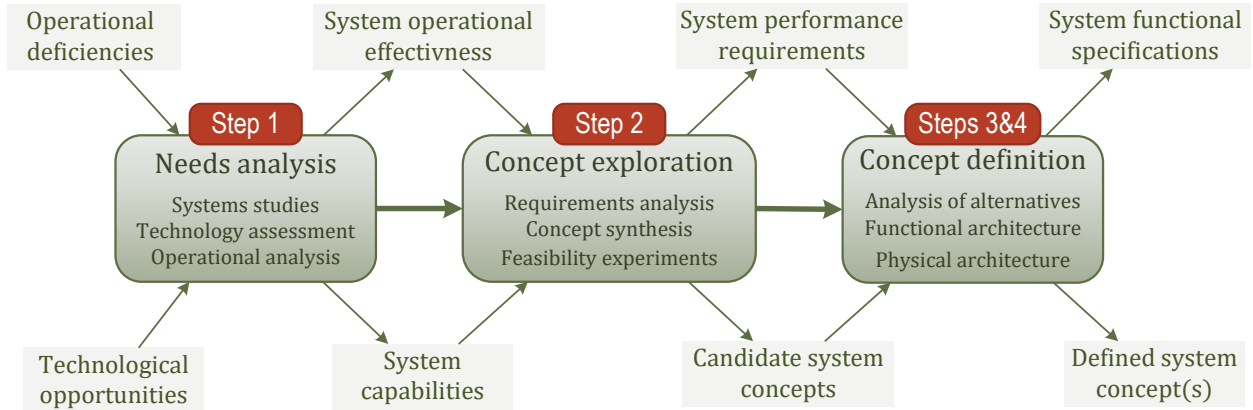 Operational
deficiencies
System operational
effectivness
System performance
requirements
System functional
specifications
Step 1
Needs analysis
Systems studies
Technology assessment
Operational analysis
Step 2
Concept exploration
Requirements analysis
Concept synthesis
Feasibility experiments
Steps 3&4
Concept definition
Analysis of alternatives
Functional architecture
Physical architecture
Technological
opportunities
System
capabilities
Candidate system
concepts
Defined system
concept(s)